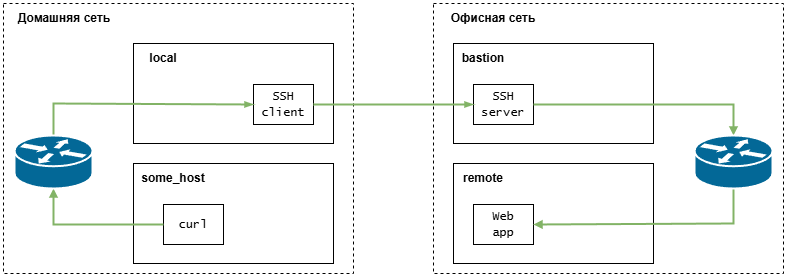 Домашняя сеть
local
SSH
client
some_host
curl
Офисная сеть
bastion
SSH
server
remote
Web
app